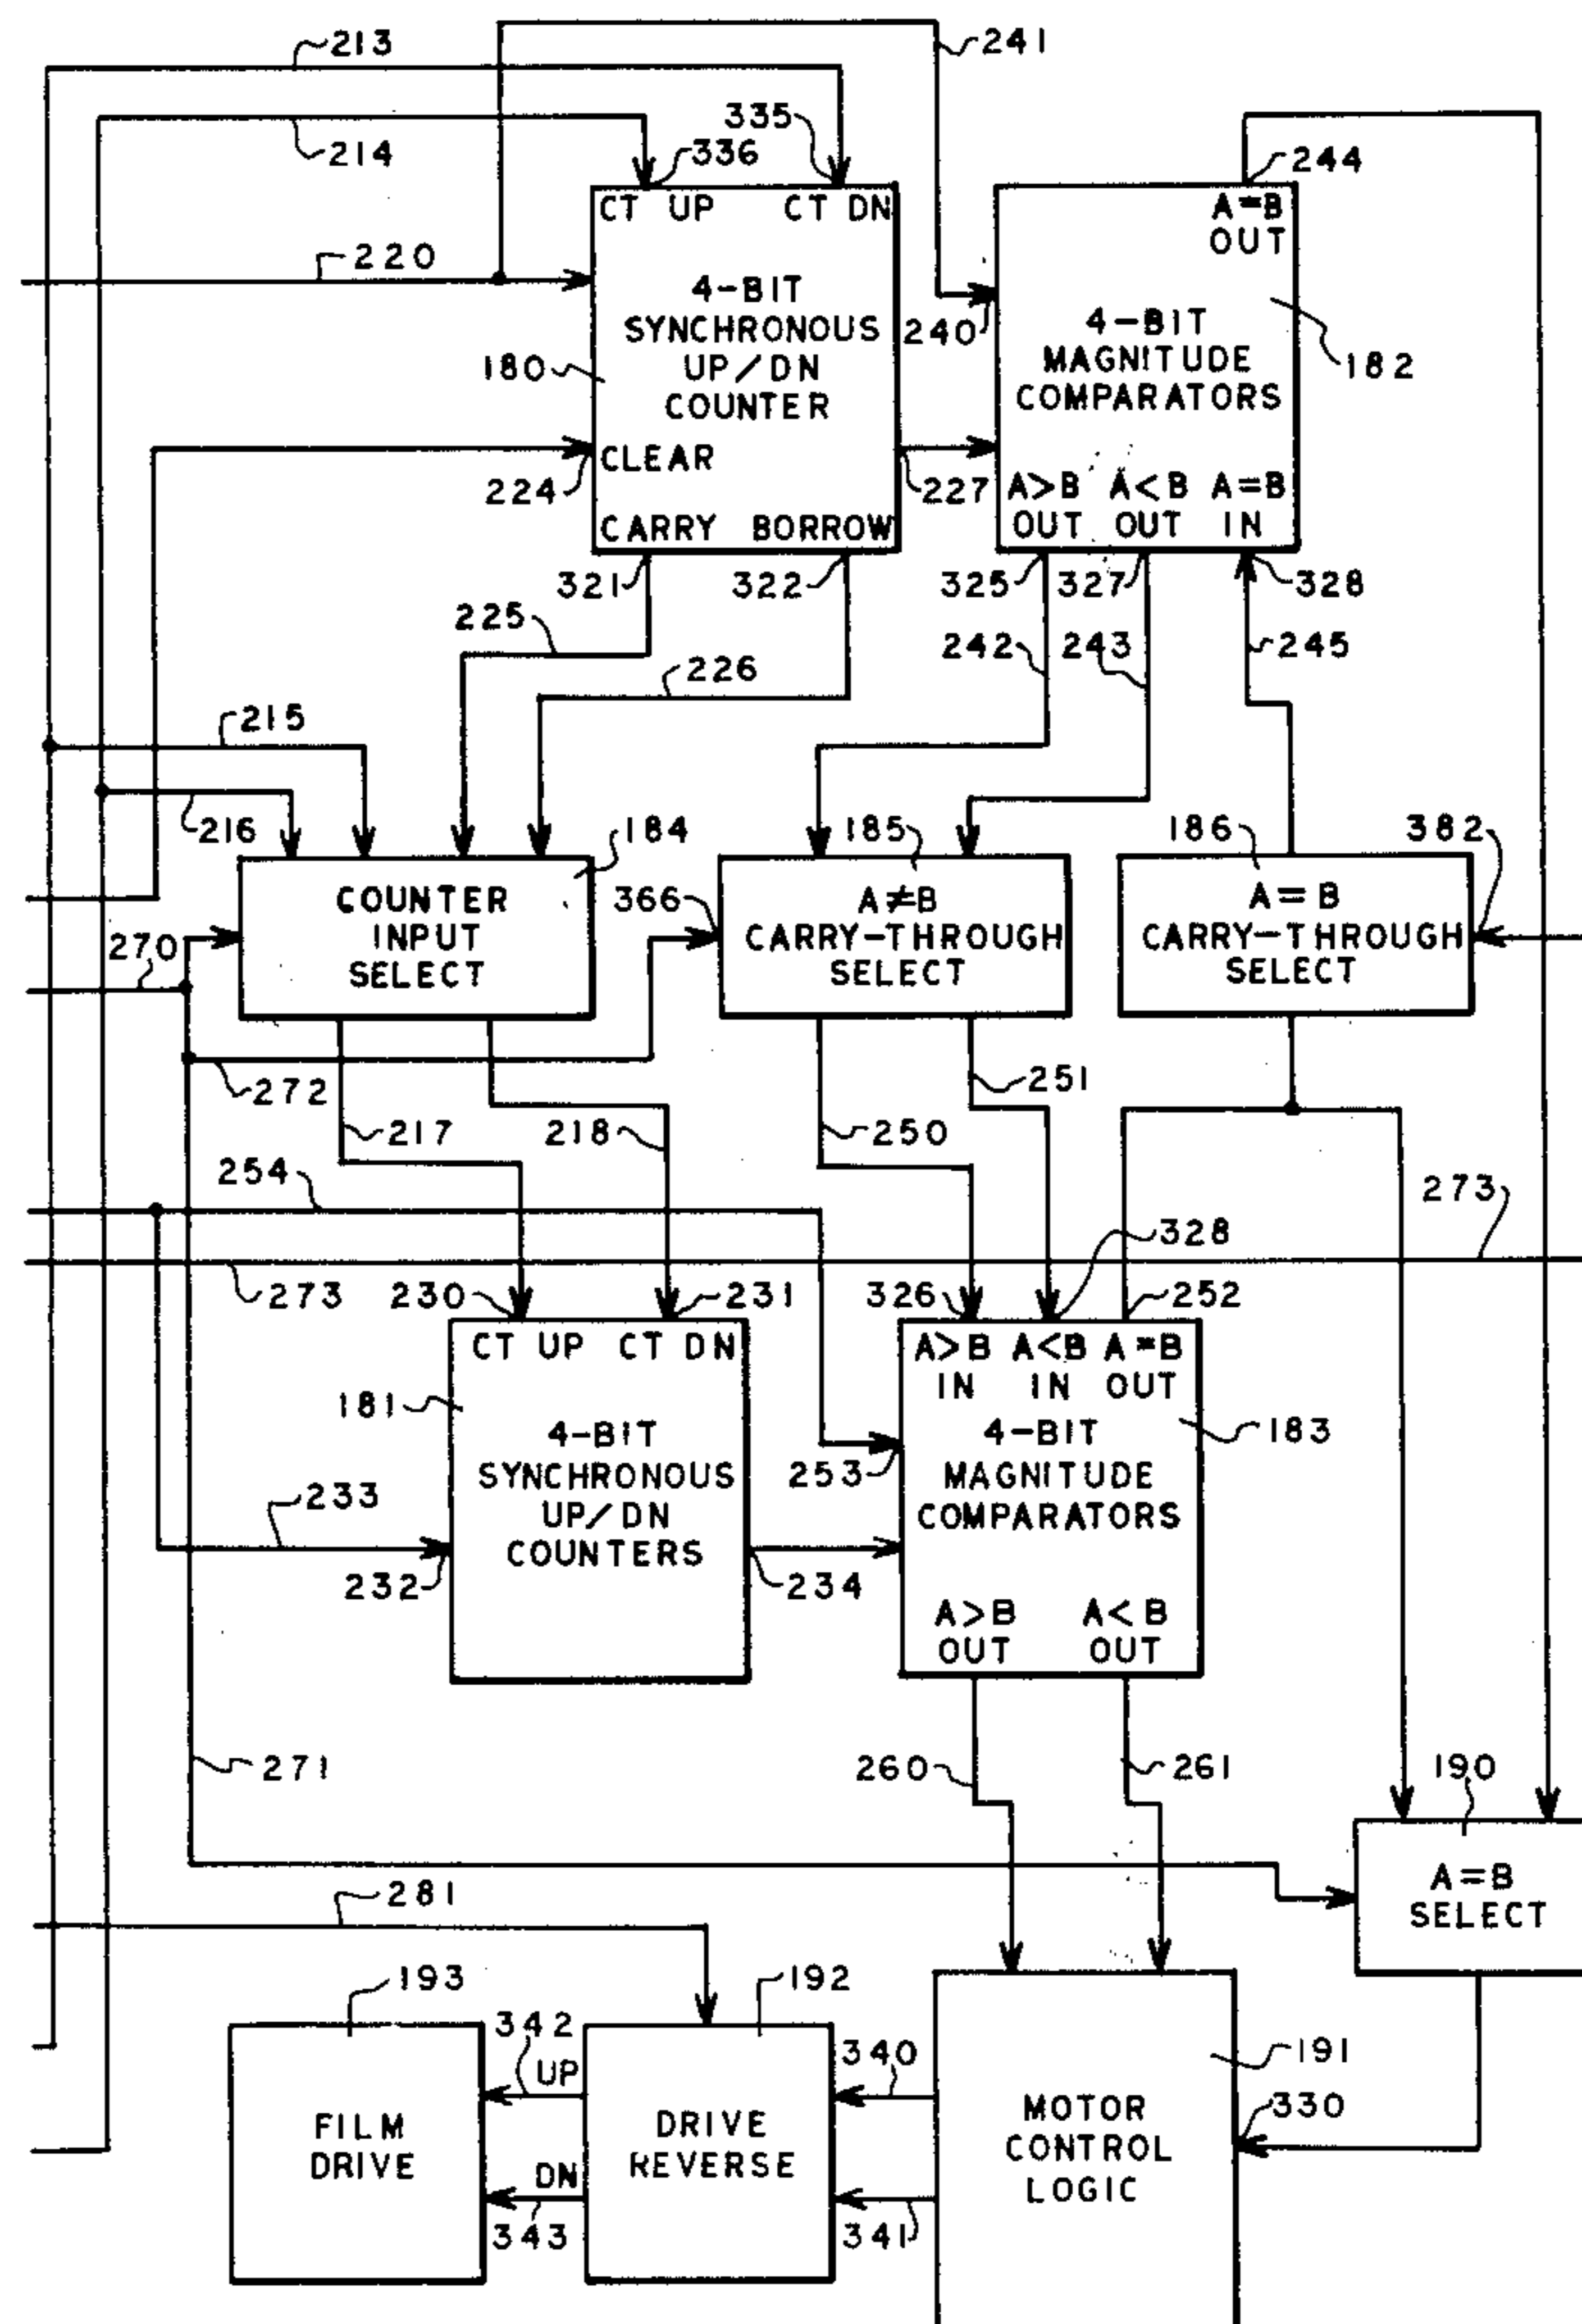 213
241
335
336
214
244
CT UP CT DN
A=B
OUT
220
4-BIT
SYNCHRONOUS
UP/DN
COUNTER
240
4-BIT
MAGNITUDE
COMPARATORS
180
182
CLEAR
224
227
A>B A<B A=B
OUT OUT IN
CARRY BORROW
321
322
325
327
328
225
242
243
245
226
215
216
184
185
186
382
COUNTER
INPUT
SELECT
366
A≠B
CARRY-THROUGH
SELECT
A=B
CARRY-THROUGH
SELECT
270
272
251
217
218
250
254
273
328
273
230
231
326
252
CT UP CT DN
A>B A<B A=B
IN IN OUT
181
4-BIT
SYNCHRONOUS
UP/DN
COUNTERS
183
4-BIT
MAGNITUDE
COMPARATORS
253
233
232
234
A>B A<B
OUT OUT
271
260
261
190
A=B
SELECT
281
193
192
342
340
191
UP
330
FILM
DRIVE
DRIVE
REVERSE
MOTOR
CONTROL
LOGIC
DN
343
341